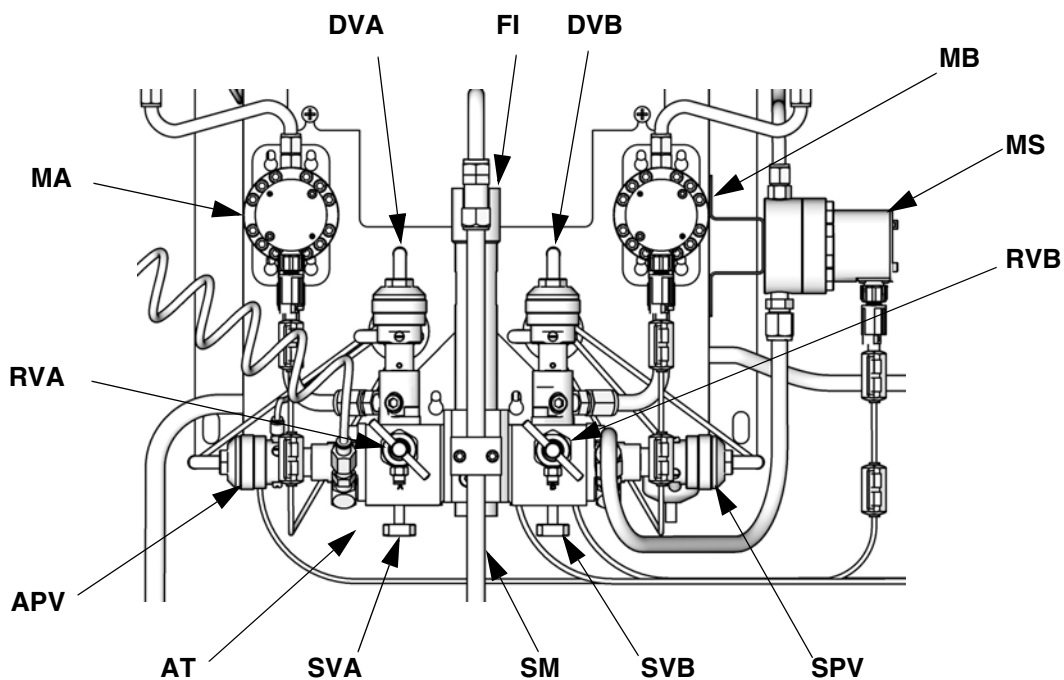 DVA FI DVB
MB
MS
MA
RVB
RVA
APV
AT SVA SM SVB SPV